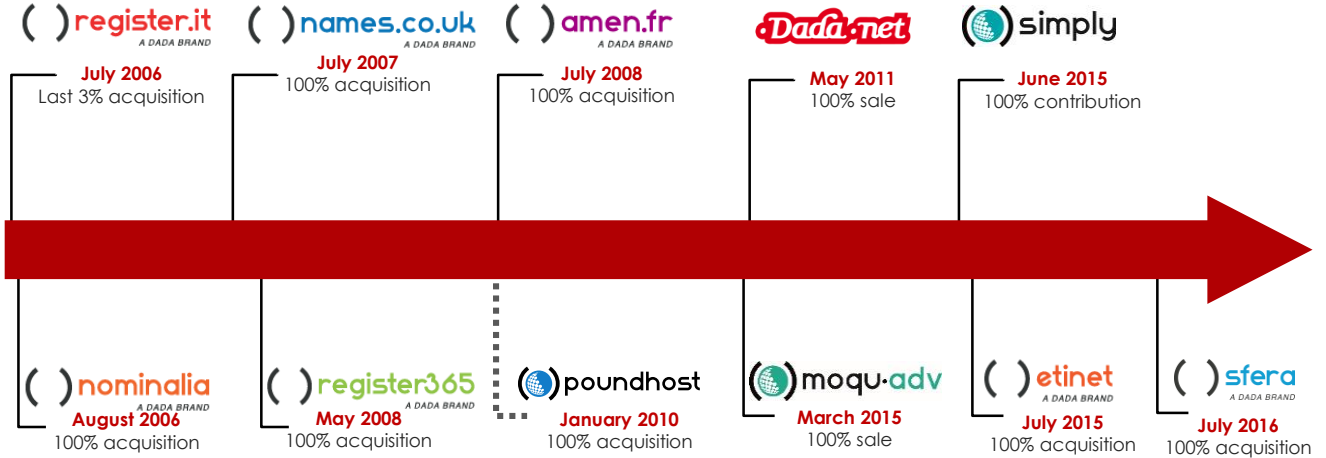 ( ) register.it
A DADA BRAND
July 2006
Last 3% acquisition
( ) names.co.uk
A DADA BRAND
July 2007
100% acquisition
( ) amen.fr
A DADA BRAND
July 2008
100% acquisition
Dada.net
May 2011
100% sale
simply
June 2015
100% contribution
( ) nominalia
A DADA BRAND
August 2006
100% acquisition
( ) register365
A DADA BRAND
May 2008
100% acquisition
poundhost
January 2010
100% acquisition
moqu·adv
March 2015
100% sale
( ) etinet
A DADA BRAND
July 2015
100% acquisition
( ) sfera
A DADA BRAND
July 2016
100% acquisition